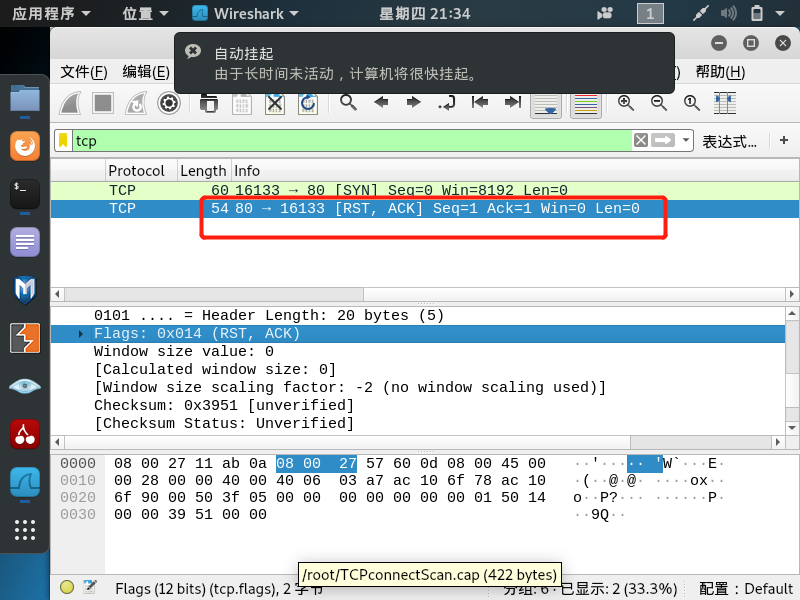 应用程序 位置 Wireshark 星期四 21:34 1
自动挂起
由于长时间未活动，计算机将很快挂起。
文件(F) 编辑(E) ) 帮助(H)
tcp 表达式… +
Protocol Length Info
TCP 60 16133 → 80 [SYN] Seq=0 Win=8192 Len=0
TCP 54 80 → 16133 [RST, ACK] Seq=1 Ack=1 Win=0 Len=0
0101 .... = Header Length: 20 bytes (5)
Flags: 0x014 (RST, ACK)
Window size value: 0
[Calculated window size: 0]
[Window size scaling factor: -2 (no window scaling used)]
Checksum: 0x3951 [unverified]
[Checksum Status: Unverified]
0000 08 00 27 11 ab 0a 08 00 27 57 60 0d 08 00 45 00 ··'·····'W`···E·
0010 00 28 00 00 40 00 40 06 03 a7 ac 10 6f 78 ac 10 ·(··@·@·····ox··
0020 6f 90 00 50 3f 05 00 00 00 00 00 00 00 01 50 14 o··P?·········P·
0030 00 00 39 51 00 00 ··9Q··
/root/TCPconnectScan.cap (422 bytes)
Flags (12 bits) (tcp.flags), 2 字节 分组: 6 · 已显示: 2 (33.3%) 配置：Default